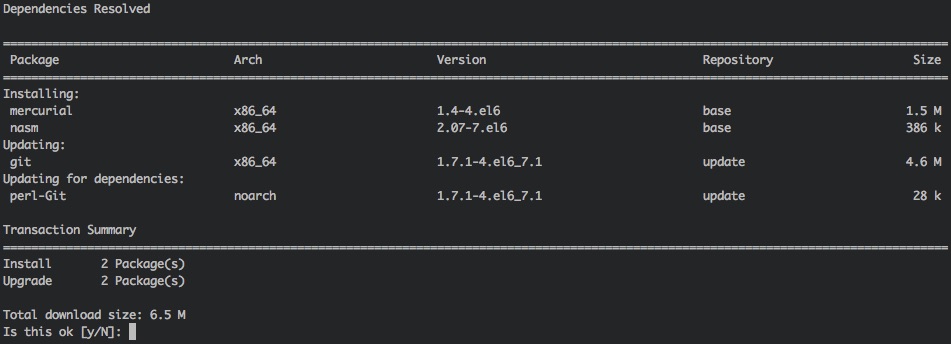 Dependencies Resolved
Package Arch Version Repository Size
Installing:
mercurial x86_64 1.4-4.el6 base 1.5 M
nasm x86_64 2.07-7.el6 base 386 k
Updating:
git x86_64 1.7.1-4.el6_7.1 update 4.6 M
Updating for dependencies:
perl-Git noarch 1.7.1-4.el6_7.1 update 28 k
Transaction Summary
Install 2 Package(s)
Upgrade 2 Package(s)
Total download size: 6.5 M
Is this ok [y/N]: